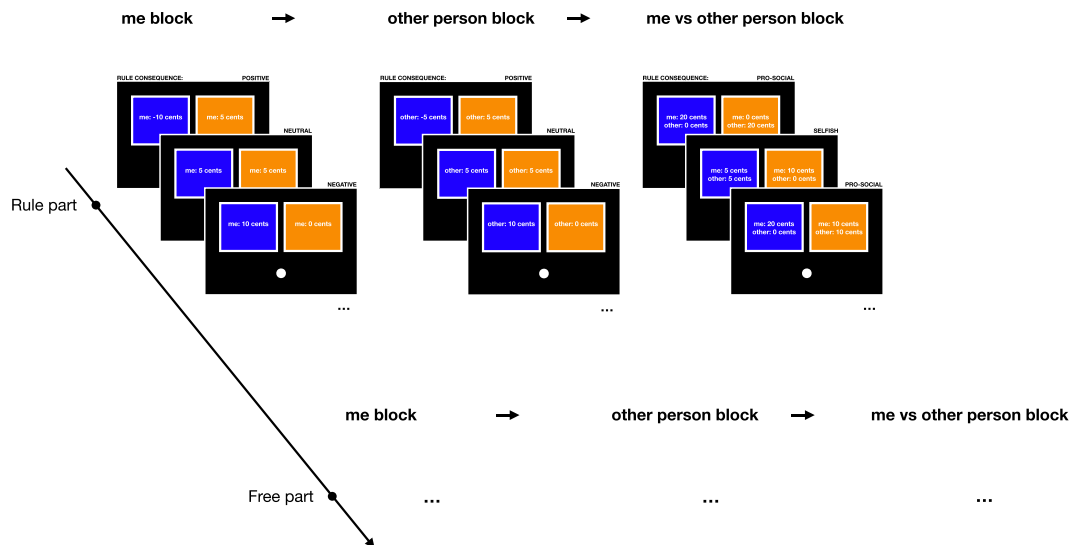 me block → other person block → me vs other person block
RULE CONSEQUENCE: POSITIVE
me: -10 cents
me: 5 cents
NEUTRAL
me: 5 cents
me: 5 cents
NEGATIVE
me: 10 cents
me: 0 cents
...
RULE CONSEQUENCE: POSITIVE
other: -5 cents
other: 5 cents
NEUTRAL
other: 5 cents
other: 5 cents
NEGATIVE
other: 10 cents
other: 0 cents
...
RULE CONSEQUENCE: PRO-SOCIAL
me: 20 cents
other: 0 cents
me: 0 cents
other: 20 cents
SELFISH
me: 5 cents
other: 5 cents
me: 10 cents
other: 0 cents
PRO-SOCIAL
me: 20 cents
other: 0 cents
me: 10 cents
other: 10 cents
...
Rule part
me block → other person block → me vs other person block
Free part
... ... ...